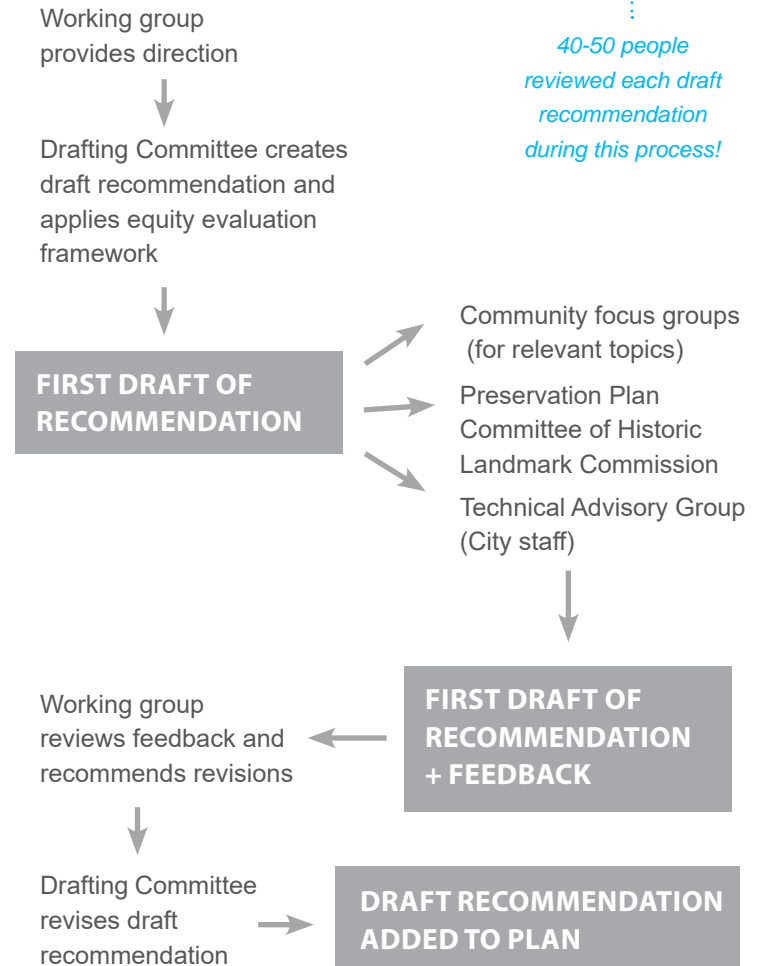 Working group
provides direction
40-50 people
reviewed each draft
recommendation
during this process!
Drafting Committee creates
draft recommendation and
applies equity evaluation
framework
FIRST DRAFT OF
RECOMMENDATION
Community focus groups
(for relevant topics)
Preservation Plan
Committee of Historic
Landmark Commission
Technical Advisory Group
(City staff)
FIRST DRAFT OF
RECOMMENDATION
+ FEEDBACK
Working group
reviews feedback and
recommends revisions
Drafting Committee
revises draft
recommendation
DRAFT RECOMMENDATION
ADDED TO PLAN